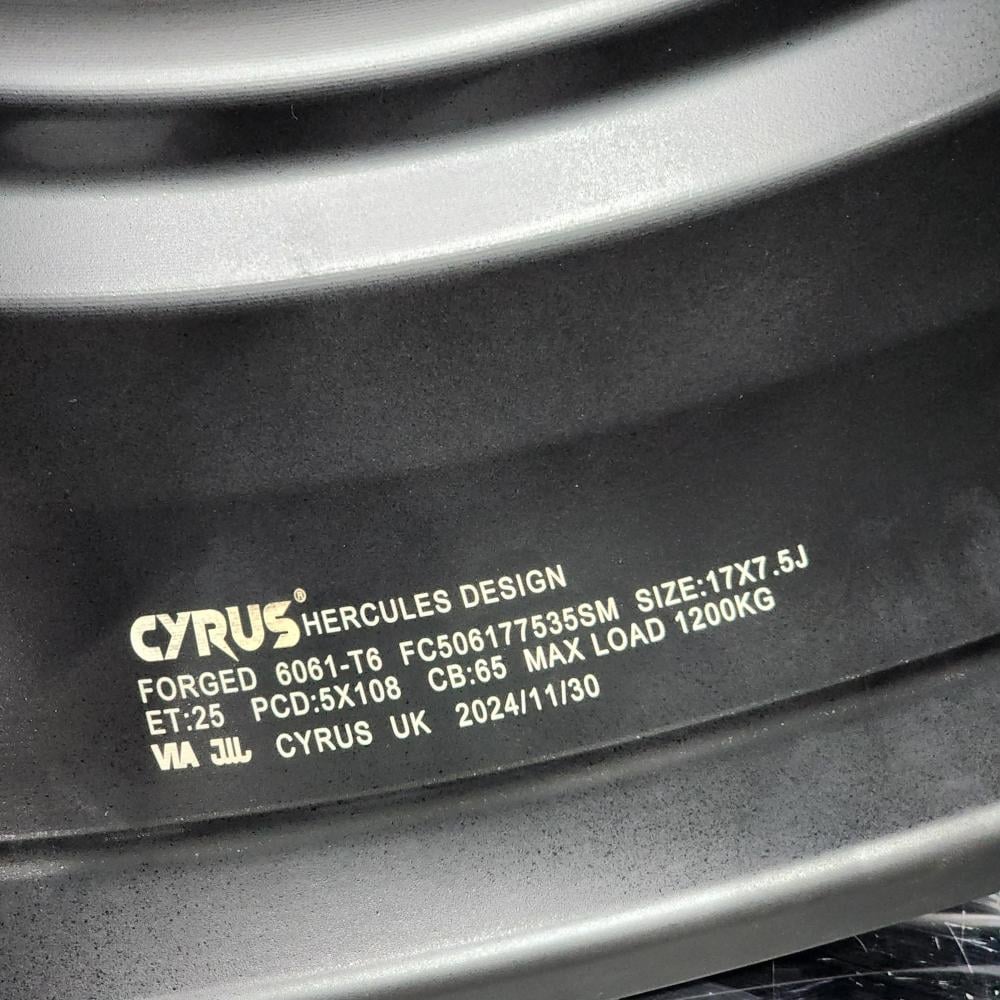 CYRUS® HERCULES DESIGN
FORGED 6061-T6 FC506177535SM SIZE:17X7.5J
ET:25 PCD:5X108 CB:65 MAX LOAD 1200KG
VIA JWL CYRUS UK 2024/11/30